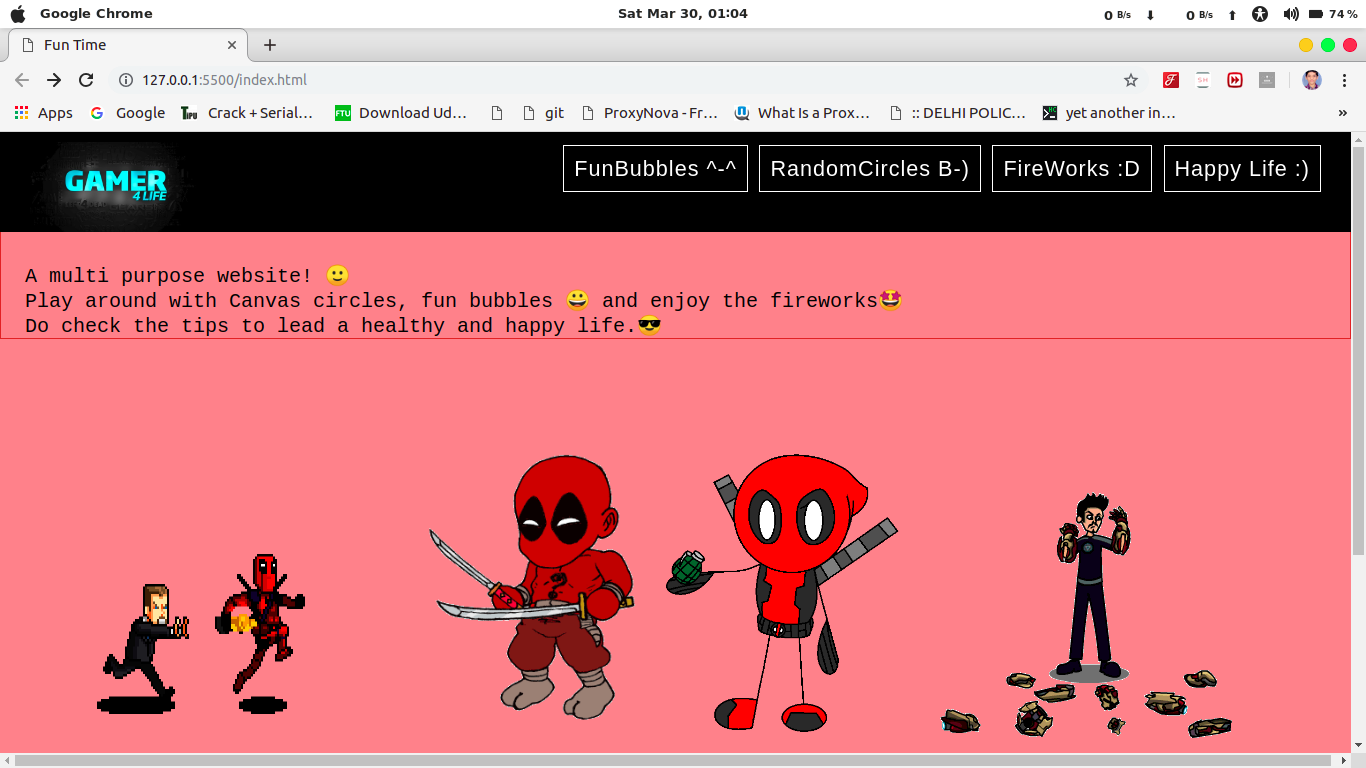 Google Chrome Sat Mar 30, 01:04 0 B/s 0 B/s 74 %
Fun Time
127.0.0.1:5500/index.html
Apps Google Crack + Serial… Download Ud… git ProxyNova - Fr… What Is a Prox… :: DELHI POLIC… yet another in… »
GAMER
4 LIFE
FunBubbles ^-^ RandomCircles B-) FireWorks :D Happy Life :)
A multi purpose website! 🙂
Play around with Canvas circles, fun bubbles 😀 and enjoy the fireworks🤩
Do check the tips to lead a healthy and happy life.😎